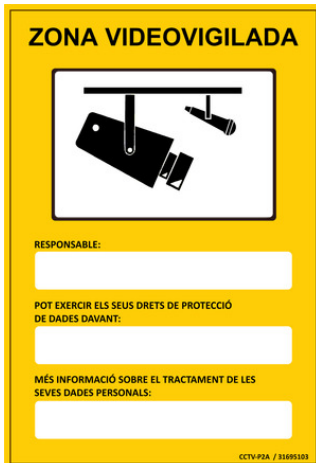 ZONA VIDEOVIGILADA
RESPONSABLE:
POT EXERCIR ELS SEUS DRETS DE PROTECCIÓ
DE DADES DAVANT:
MÉS INFORMACIÓ SOBRE EL TRACTAMENT DE LES
SEVES DADES PERSONALS:
CCTV-P2A / 31695103